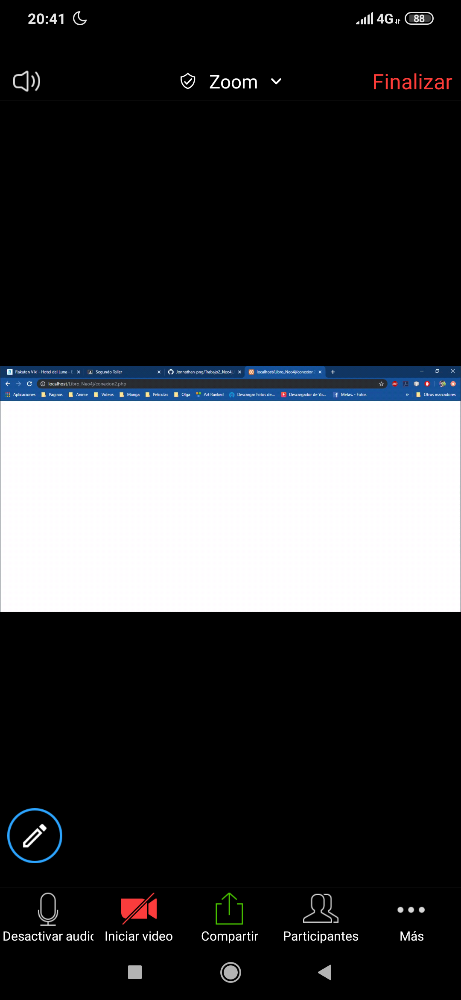 20:41 4G 88
Zoom Finalizar
Rakuten Viki - Hotel del Luna - E Segundo Taller Jonnathan-png/Trabajo2_Neo4j_ localhost/Libro_Neo4j/conexion2
localhost/Libro_Neo4j/conexion2.php
Aplicaciones Paginas Anime Videos Manga Peliculas Olga Art Ranked Descargar Fotos de... Descargador de Yo... Metas. - Fotos » Otros marcadores
Desactivar audio Iniciar video Compartir Participantes Más